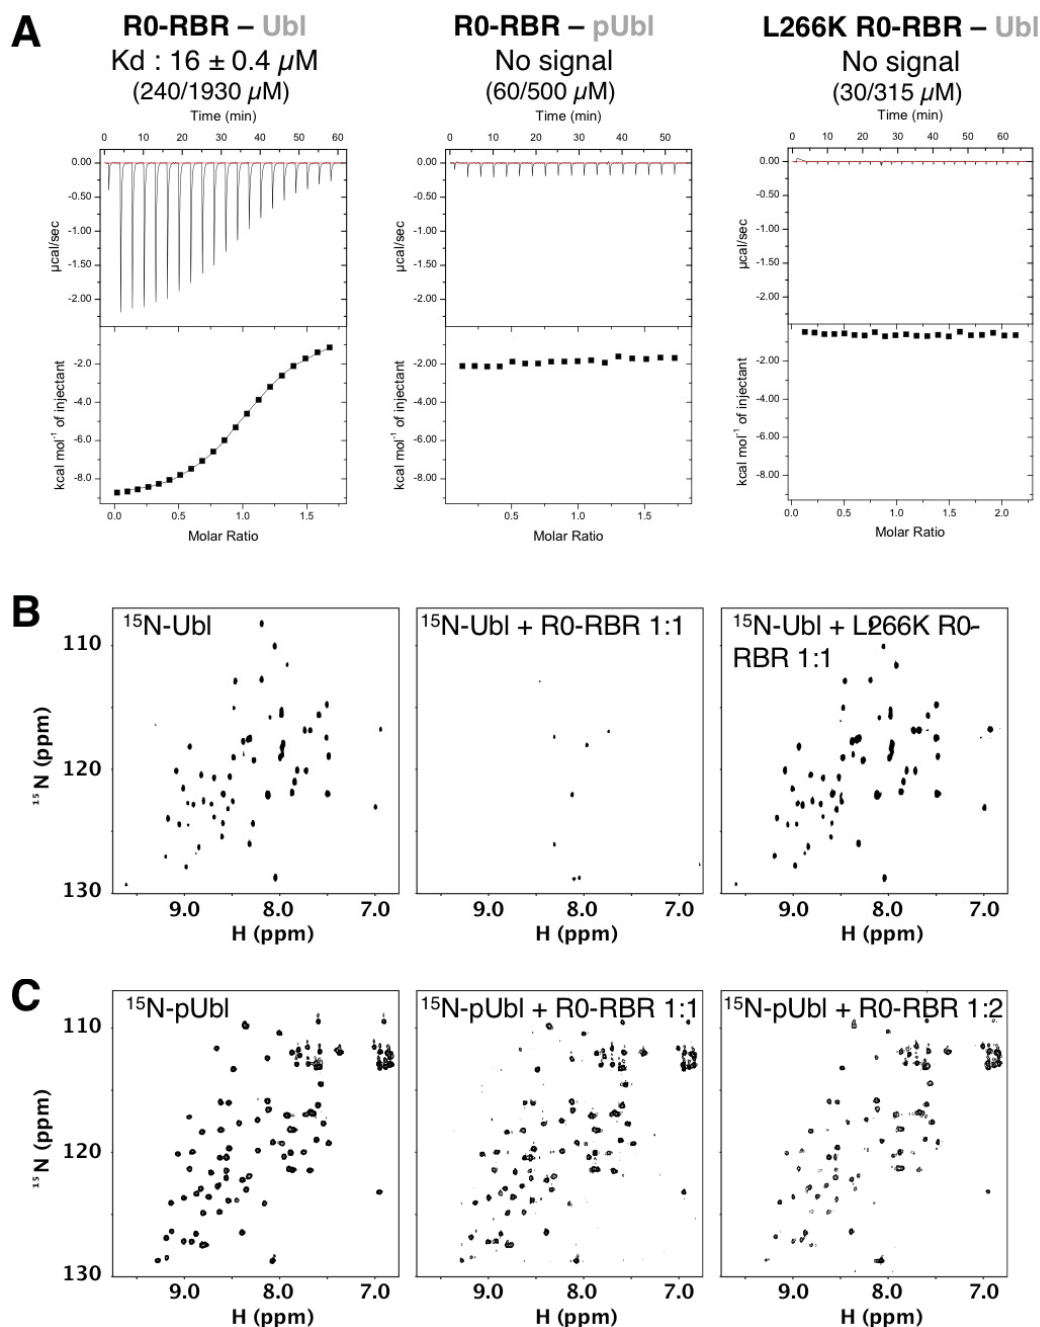 A
R0-RBR – Ubl
Kd : 16 ± 0.4 µM
(240/1930 µM)
Time (min)
0 10 20 30 40 50 60
0.00
-0.50
-1.00
-1.50
-2.00
µcal/sec
-2.0
-4.0
-6.0
-8.0
kcal mol⁻¹ of injectant
0.0 0.5 1.0 1.5
Molar Ratio
R0-RBR – pUbl
No signal
(60/500 µM)
Time (min)
0 10 20 30 40 50
0.00
-0.50
-1.00
-1.50
-2.00
µcal/sec
-2.0
-4.0
-6.00
-8.00
kcal mol⁻¹ of injectant
0.5 1.0 1.5
Molar Ratio
L266K R0-RBR – Ubl
No signal
(30/315 µM)
Time (min)
0 10 20 30 40 50 60
0.00
-0.50
-1.00
-1.50
-2.00
µcal/sec
-2.00
-4.00
-6.00
-8.00
kcal mol⁻¹ of injectant
0.0 0.5 1.0 1.5 2.0
Molar Ratio
B
¹⁵N-Ubl
¹⁵N-Ubl + R0-RBR 1:1
¹⁵N-Ubl + L266K R0-
RBR 1:1
110
120
130
¹⁵N (ppm)
9.0 8.0 7.0
H (ppm)
9.0 8.0 7.0
H (ppm)
9.0 8.0 7.0
H (ppm)
C
¹⁵N-pUbl
¹⁵N-pUbl + R0-RBR 1:1
¹⁵N-pUbl + R0-RBR 1:2
110
120
130
¹⁵N (ppm)
9.0 8.0 7.0
H (ppm)
9.0 8.0 7.0
H (ppm)
9.0 8.0 7.0
H (ppm)